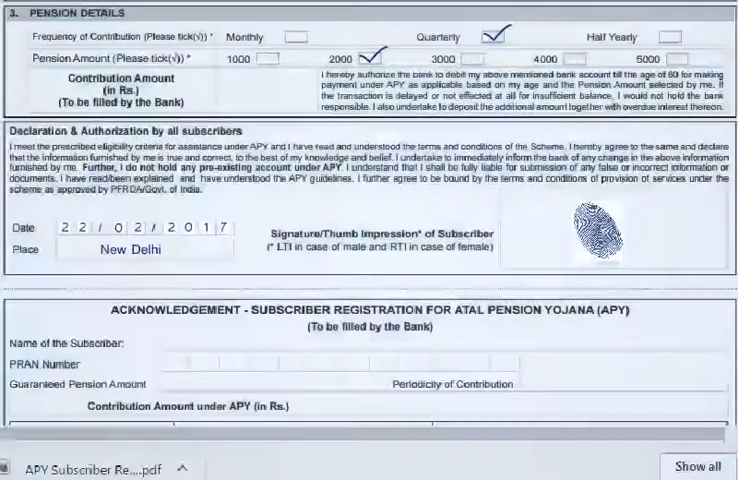 3. PENSION DETAILS
Frequency of Contribution (Please tick(√)) * Monthly Quarterly Half Yearly
Pension Amount (Please tick(√)) * 1000 2000 3000 4000 5000
Contribution Amount
(in Rs.)
(To be filled by the Bank)
I hereby authorize the bank to debit my above mentioned bank account till the age of 60 for making
payment under APY as applicable based on my age and the Pension Amount selected by me. If
the transaction is delayed or not effected at all for insufficient balance, I would not hold the bank
responsible. I also undertake to deposit the additional amount together with overdue interest thereon.
Declaration & Authorization by all subscribers
I meet the prescribed eligibility criteria for assistance under APY and I have read and understood the terms and conditions of the Scheme. I hereby agree to the same and declare
that the information furnished by me is true and correct, to the best of my knowledge and belief. I undertake to immediately inform the bank of any change in the above information
furnished by me. Further, I do not hold any pre-existing account under APY. I understand that I shall be fully liable for submission of any false or incorrect information or
documents. I have read/been explained and have understood the APY guidelines. I further agree to be bound by the terms and conditions of provision of services under the
scheme as approved by PFRDA/Govt. of India.
Date 22/02/2017
Place New Delhi
Signature/Thumb Impression* of Subscriber
(* LTI in case of male and RTI in case of female)
ACKNOWLEDGEMENT - SUBSCRIBER REGISTRATION FOR ATAL PENSION YOJANA (APY)
(To be filled by the Bank)
Name of the Subscriber:
PRAN Number
Guaranteed Pension Amount Periodicity of Contribution
Contribution Amount under APY (in Rs.)
APY Subscriber Re....pdf
Show all